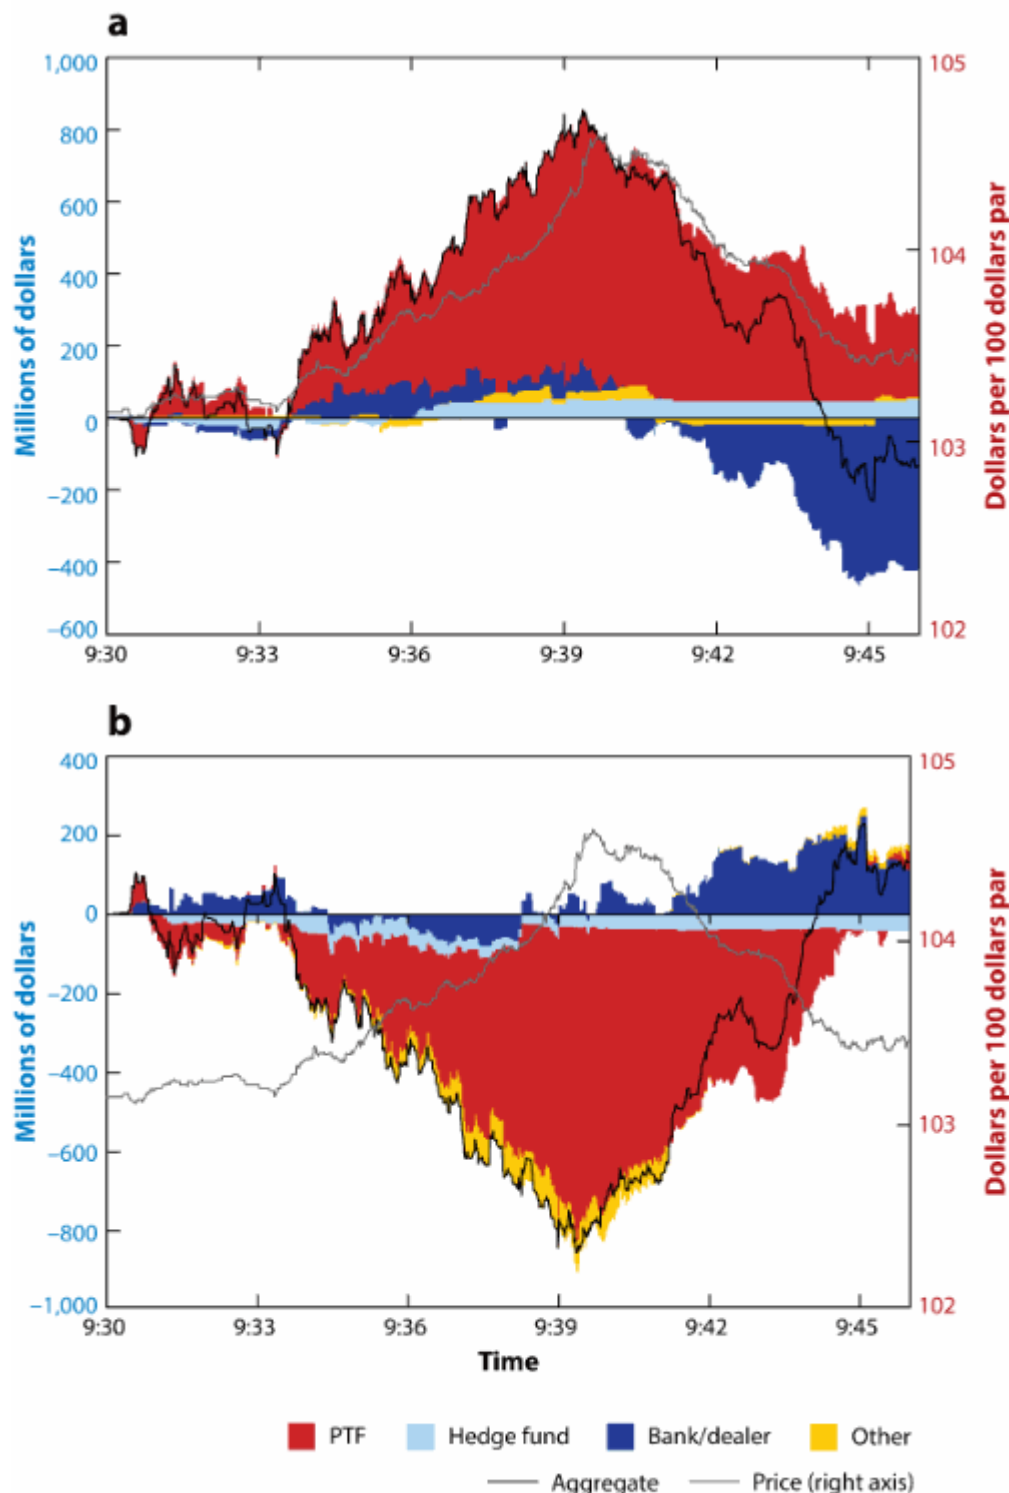 a
1,000
800
600
400
200
0
−200
−400
−600
Millions of dollars
105
104
103
102
Dollars per 100 dollars par
9:30 9:33 9:36 9:39 9:42 9:45
b
400
200
0
−200
−400
−600
−800
−1,000
Millions of dollars
105
104
103
102
Dollars per 100 dollars par
9:30 9:33 9:36 9:39 9:42 9:45
Time
PTF Hedge fund Bank/dealer Other
Aggregate Price (right axis)